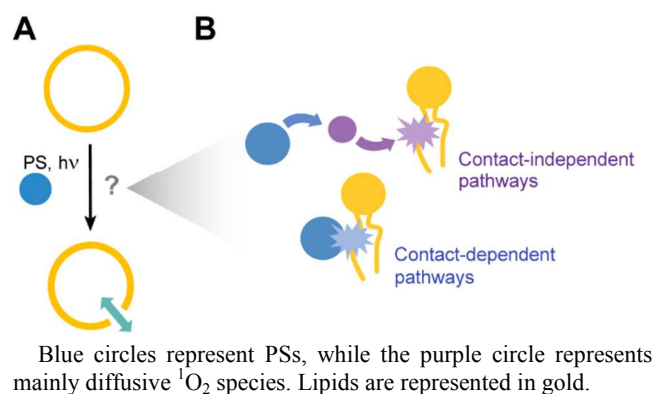 A
B
PS, hν
?
Contact-independent
pathways
Contact-dependent
pathways
Blue circles represent PSs, while the purple circle represents
mainly diffusive ¹O₂ species. Lipids are represented in gold.